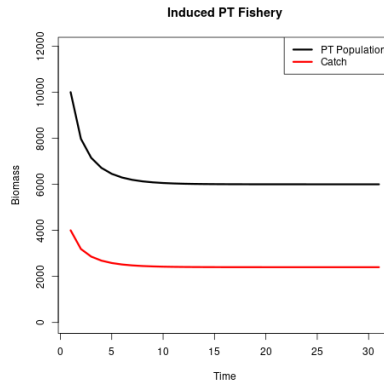 Induced PT Fishery
PT Population
Catch
12000
10000
8000
6000
4000
2000
0
Biomass
0 5 10 15 20 25 30
Time